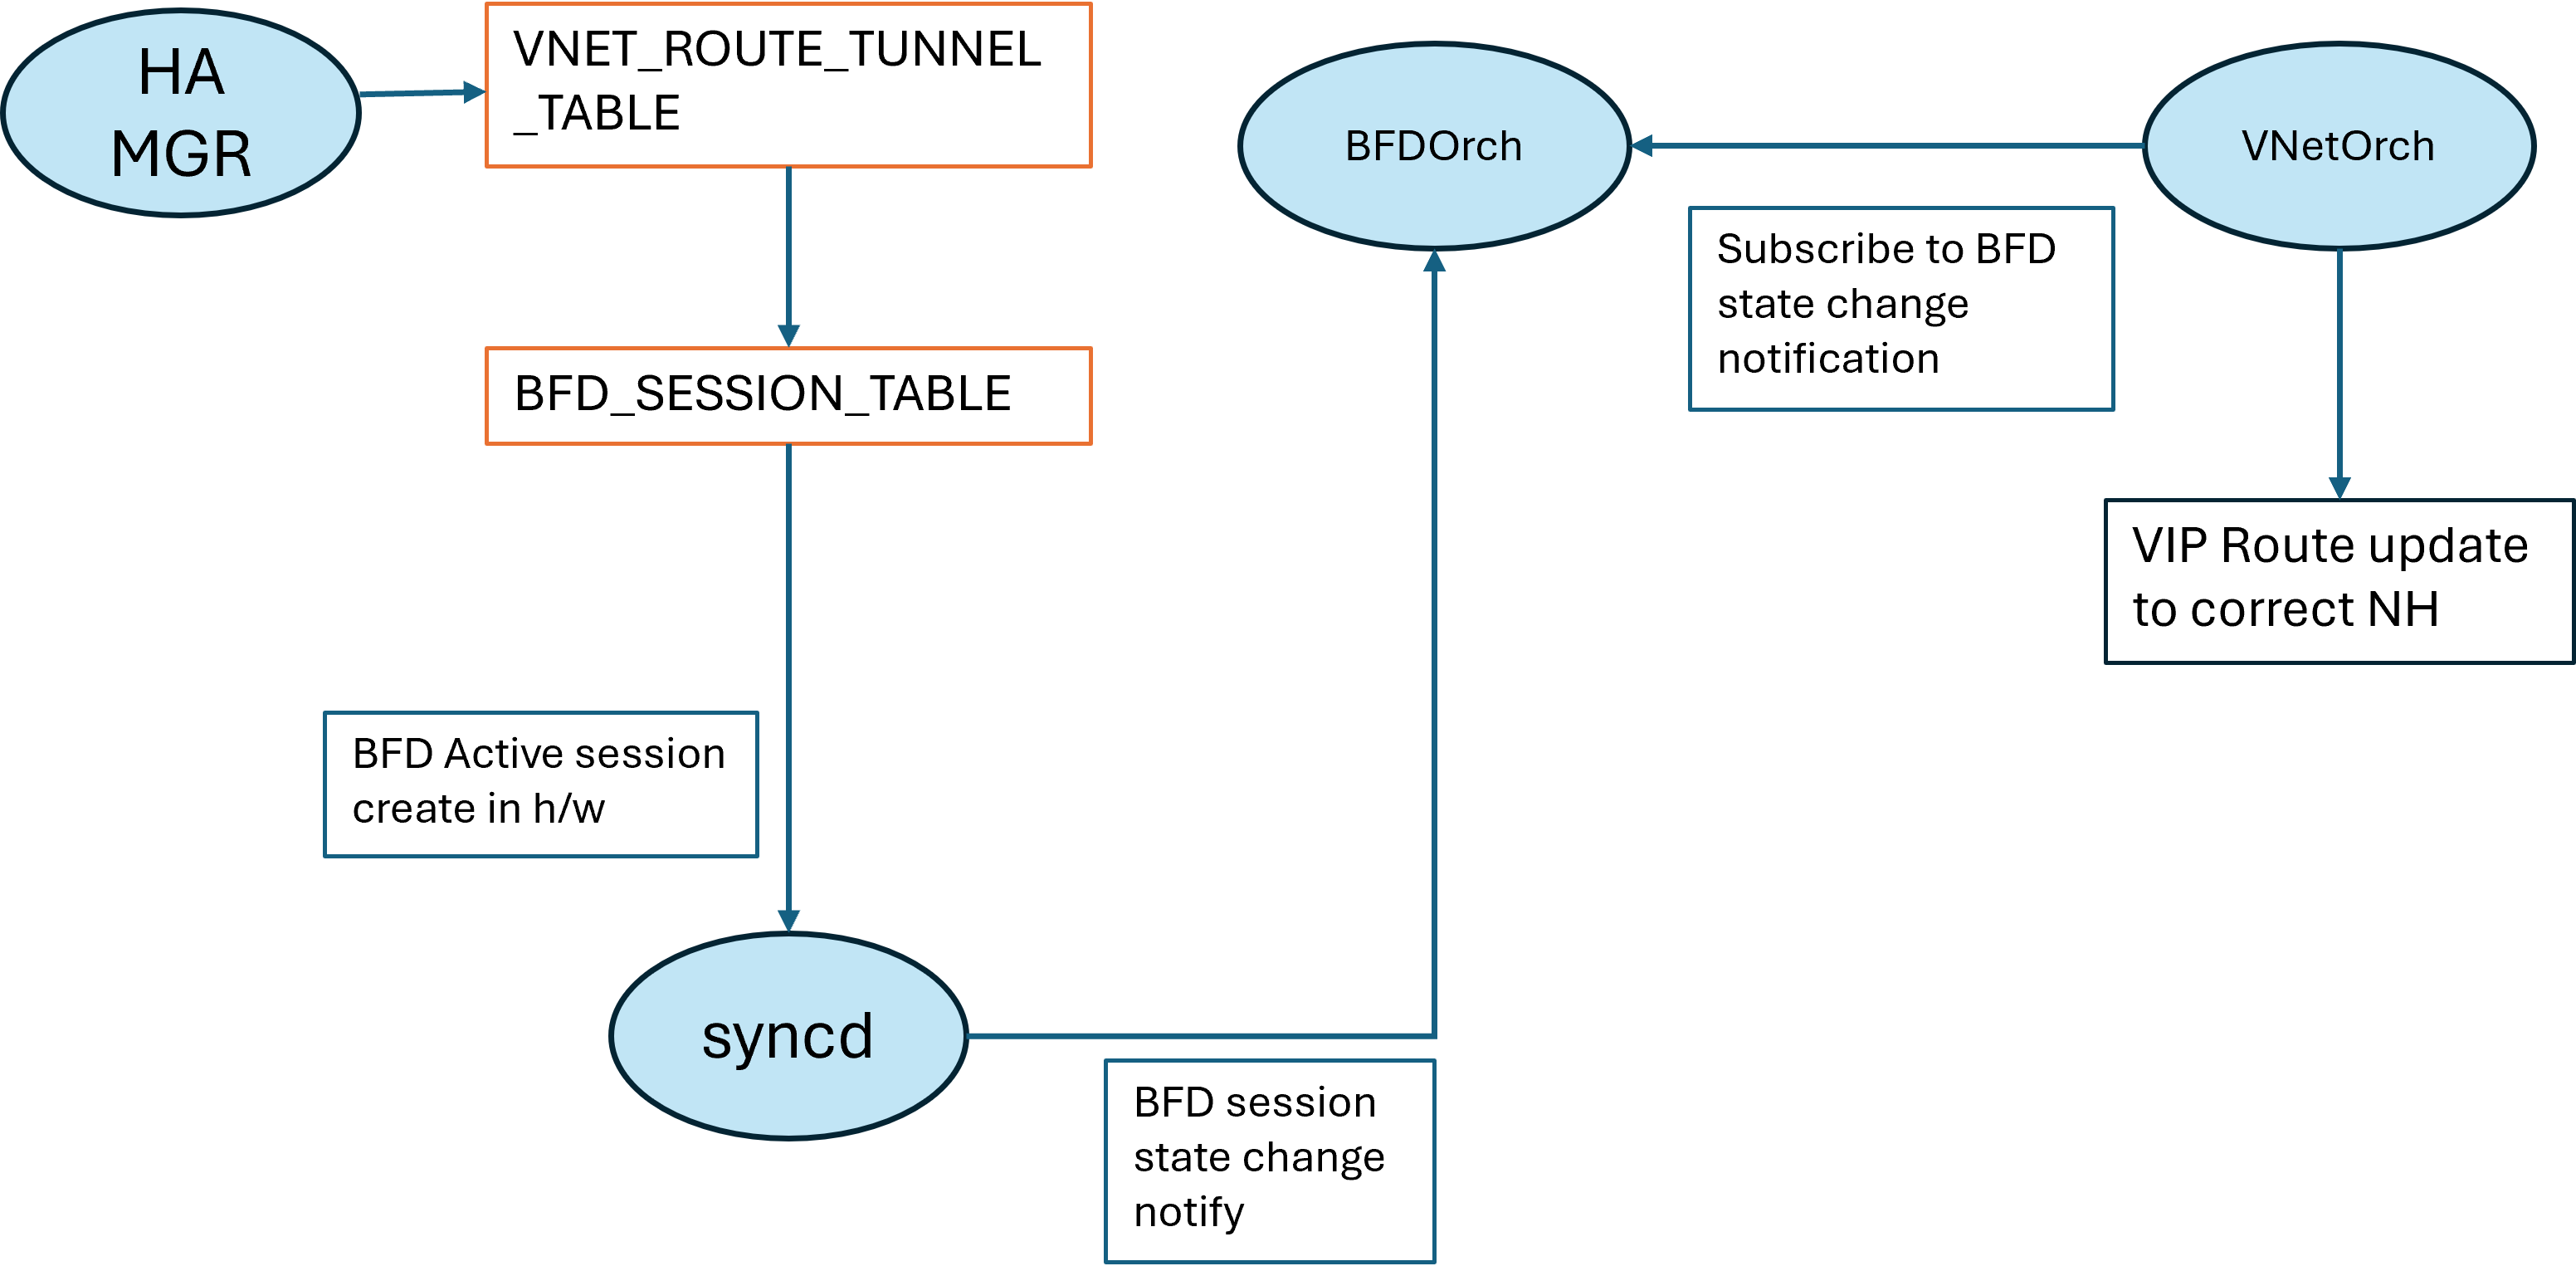 HA
MGR
VNET_ROUTE_TUNNEL
_TABLE
BFDOrch
VNetOrch
Subscribe to BFD
state change
notification
BFD_SESSION_TABLE
VIP Route update
to correct NH
BFD Active session
create in h/w
syncd
BFD session
state change
notify